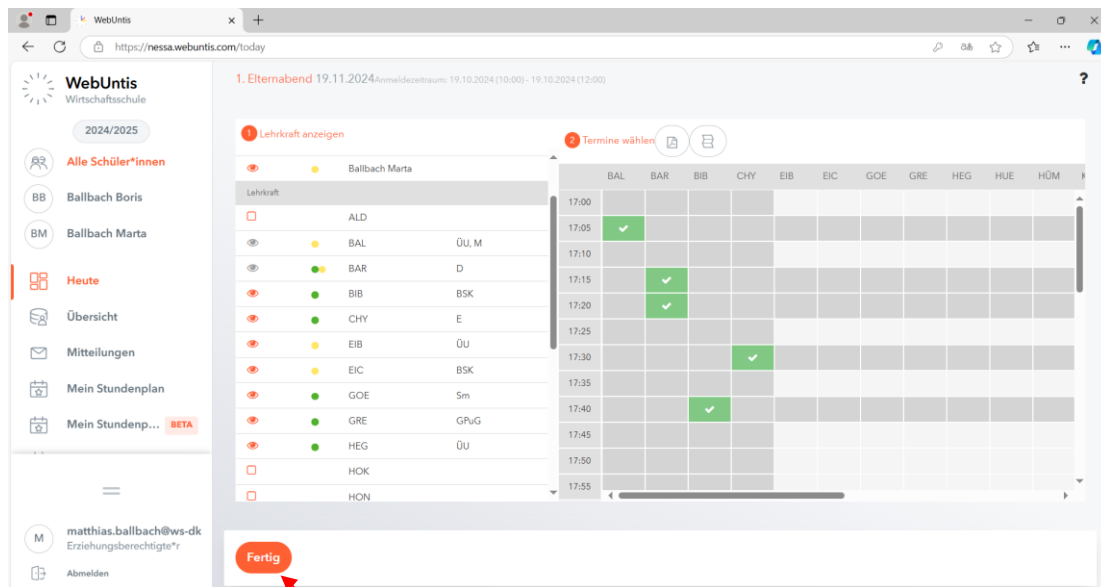 WebUntis
https://nessa.webuntis.com/today
WebUntis
Wirtschaftsschule
2024/2025
Alle Schüler*innen
BB Ballbach Boris
BM Ballbach Marta
Heute
Übersicht
Mitteilungen
Mein Stundenplan
Mein Stundenp... BETA
M matthias.ballbach@ws-dk
Erziehungsberechtigte*r
Abmelden
1. Elternabend 19.11.2024 Anmeldezeitraum: 19.10.2024 (10:00) - 19.10.2024 (12:00) ?
1 Lehrkraft anzeigen
Ballbach Marta
Lehrkraft
ALD
BAL ÜU, M
BAR D
BIB BSK
CHY E
EIB ÜU
EIC BSK
GOE Sm
GRE GPuG
HEG ÜU
HOK
HON
2 Termine wählen
BAL BAR BIB CHY EIB EIC GOE GRE HEG HUE HÜM
17:00
17:05
17:10
17:15
17:20
17:25
17:30
17:35
17:40
17:45
17:50
17:55
Fertig